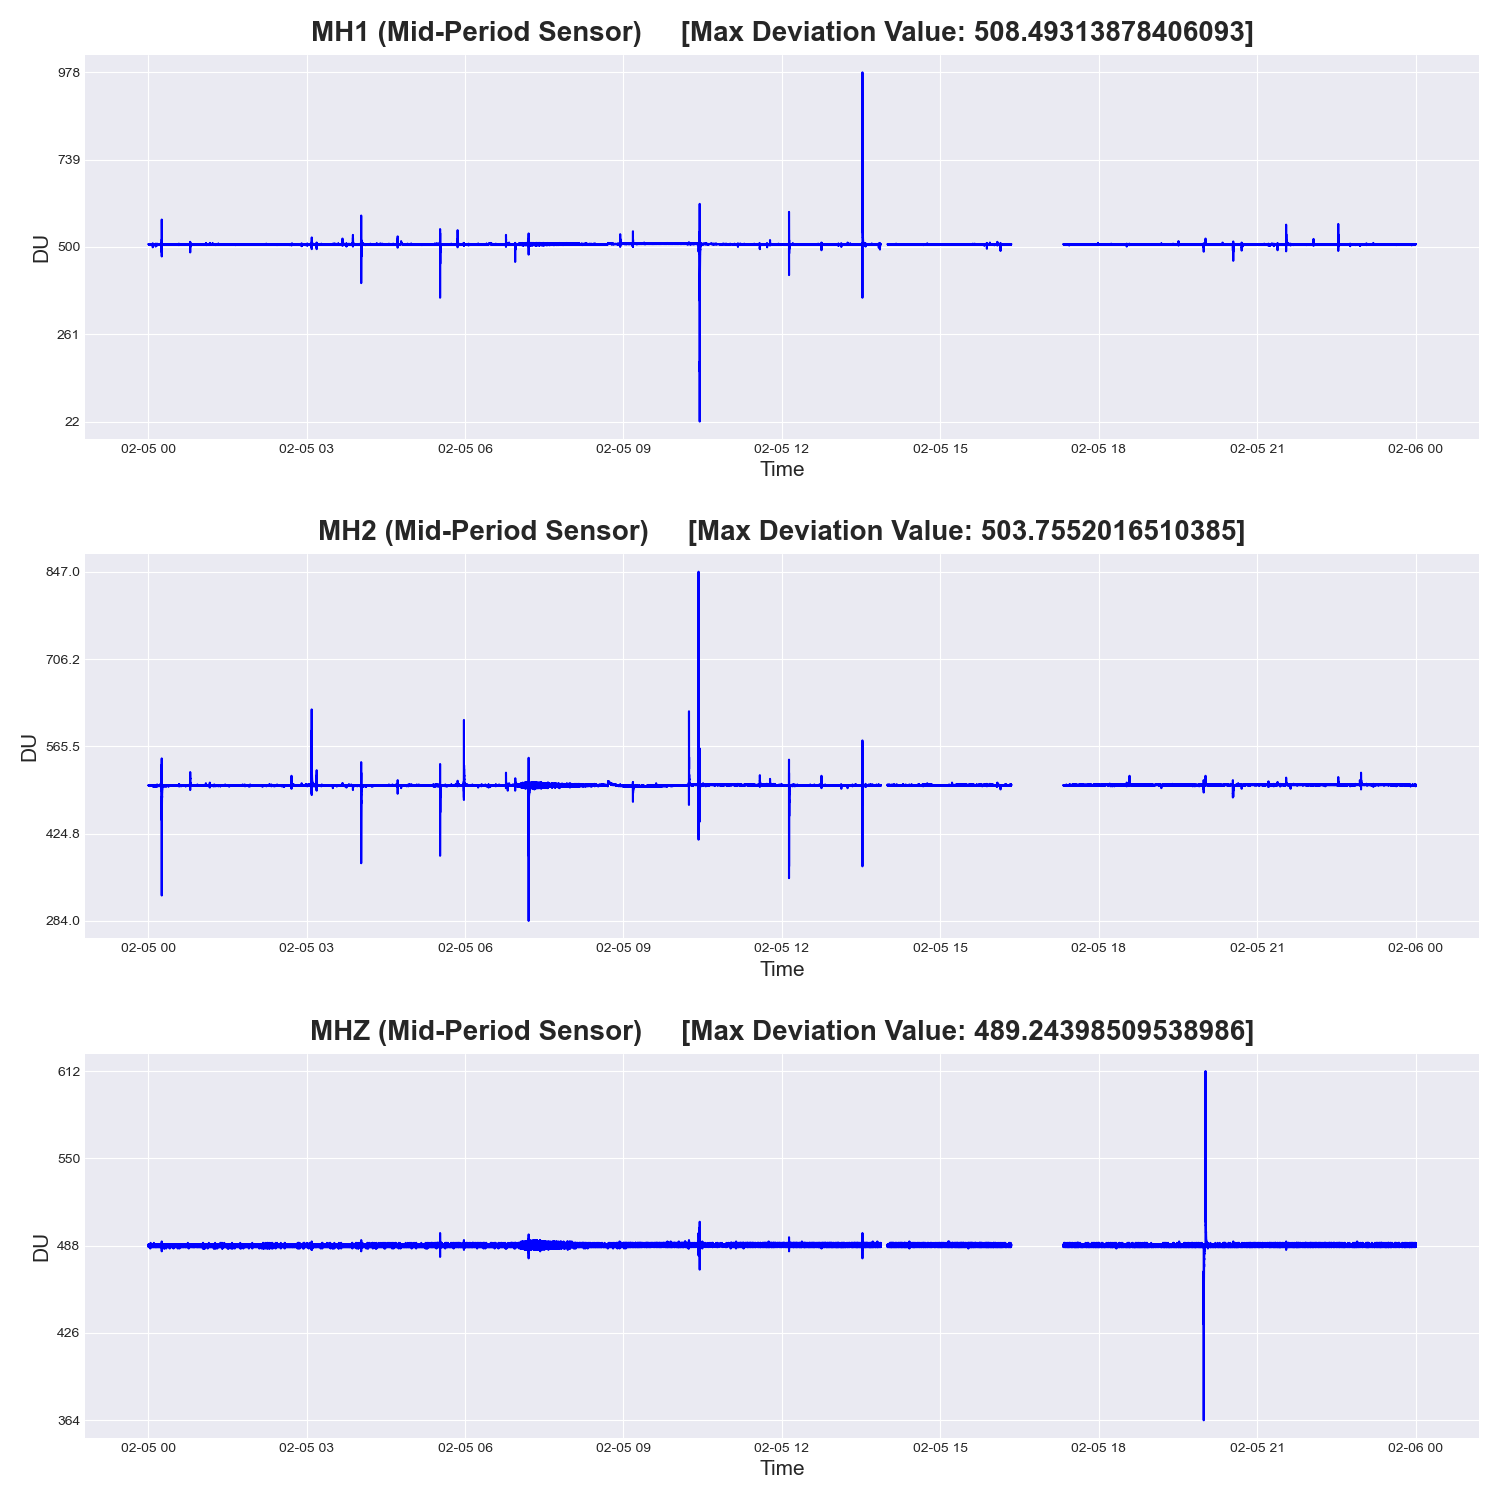 MH1 (Mid-Period Sensor) [Max Deviation Value: 508.49313878406093]
978
739
500
261
22
DU
02-05 00 02-05 03 02-05 06 02-05 09 02-05 12 02-05 15 02-05 18 02-05 21 02-06 00
Time
MH2 (Mid-Period Sensor) [Max Deviation Value: 503.7552016510385]
847.0
706.2
565.5
424.8
284.0
DU
02-05 00 02-05 03 02-05 06 02-05 09 02-05 12 02-05 15 02-05 18 02-05 21 02-06 00
Time
MHZ (Mid-Period Sensor) [Max Deviation Value: 489.24398509538986]
612
550
488
426
364
DU
02-05 00 02-05 03 02-05 06 02-05 09 02-05 12 02-05 15 02-05 18 02-05 21 02-06 00
Time